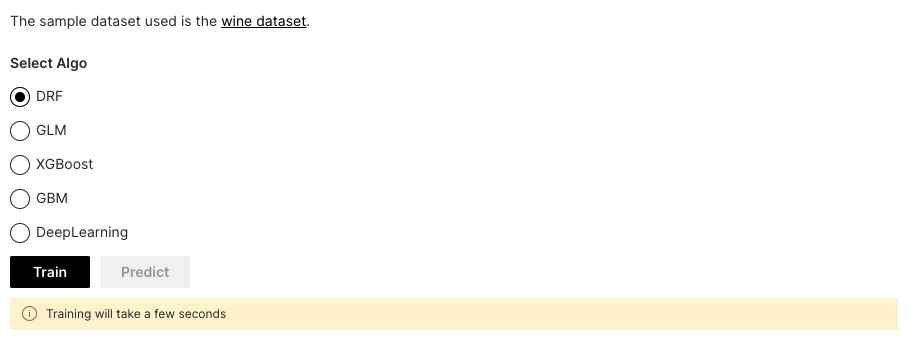 The sample dataset used is the wine dataset.
Select Algo
DRF
GLM
XGBoost
GBM
DeepLearning
Train Predict
Training will take a few seconds